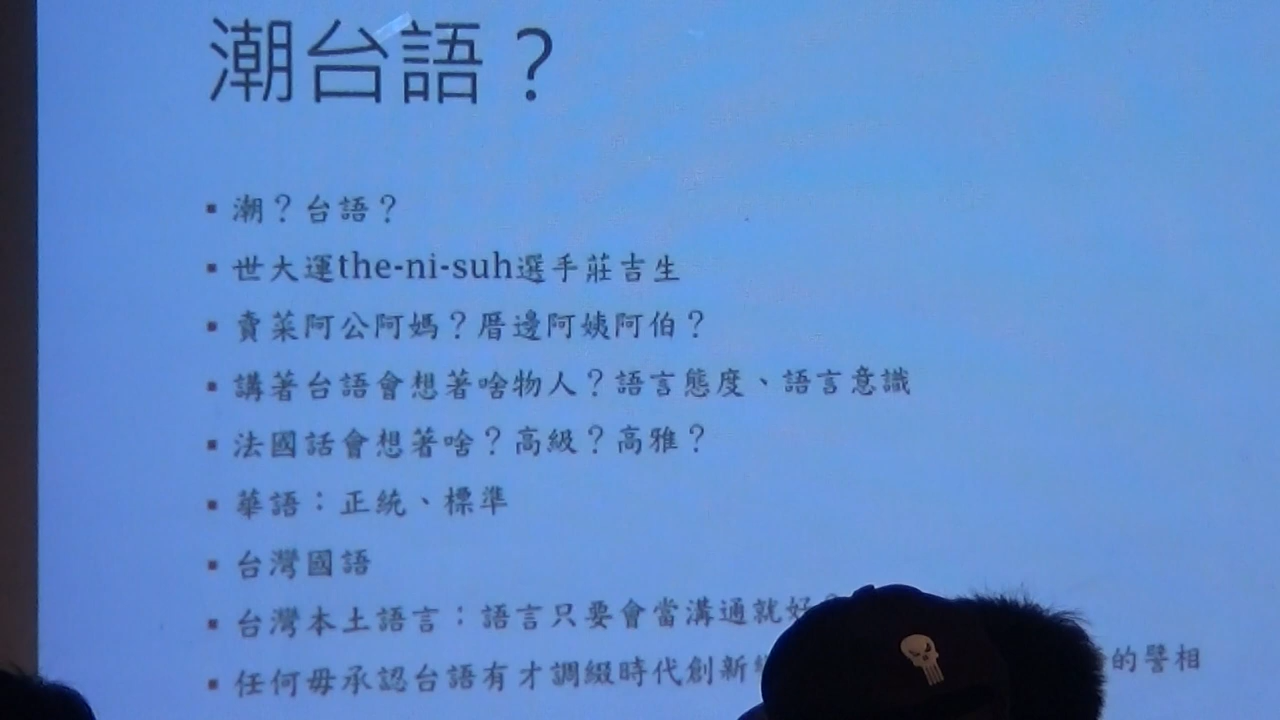 潮台語？
▪ 潮？台語？
▪ 世大運the-ni-suh選手莊吉生
▪ 賣菜阿公阿媽？厝邊阿姨阿伯？
▪ 講著台語會想著啥物人？語言態度、語言意識
▪ 法國話會想著啥？高級？高雅？
▪ 華語：正統、標準
▪ 台灣國語
▪ 台灣本土語言：語言只要會當溝通就好
▪ 任何毋承認台語有才調綴時代創新 的譬相